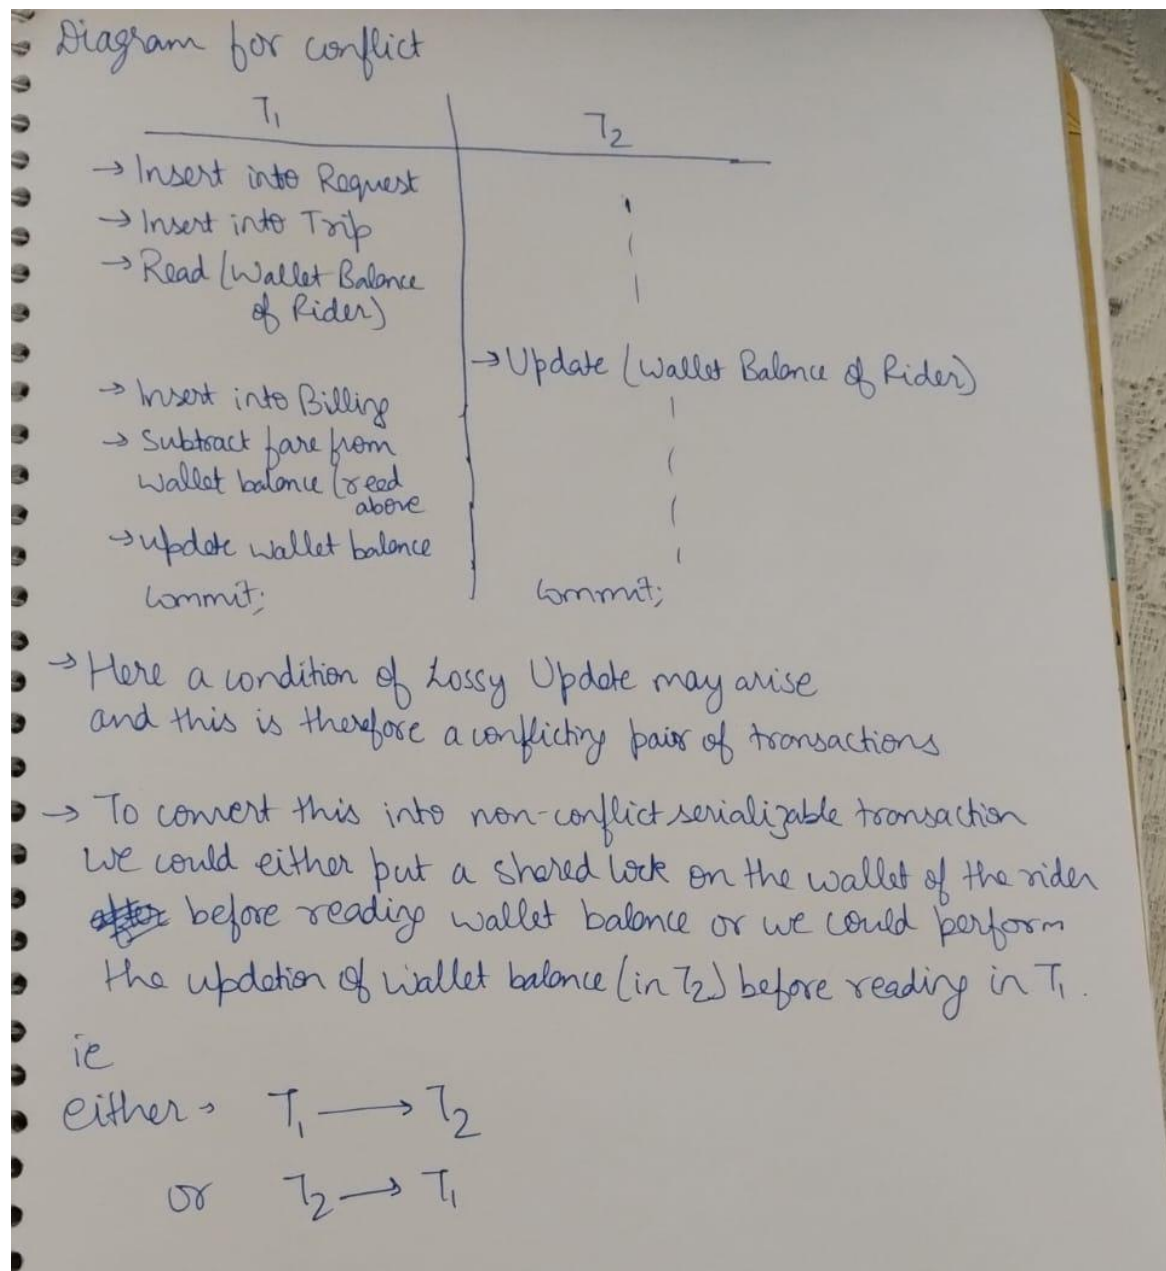 Diagram for conflict
T1 T2
→ Insert into Request
→ Insert into Trip
→ Read (Wallet Balance
of Rider)
→ Update (Wallet Balance of Rider)
→ Insert into Billing
→ Subtract fare from
wallet balance (read
above
→ update wallet balance
Commit; Commit;
→ Here a condition of Lossy Update may arise
and this is therefore a conflicting pair of transactions
→ To convert this into non-conflict serializable transaction
we could either put a shared lock on the wallet of the rider
before reading wallet balance or we could perform
the updation of wallet balance (in T2) before reading in T1.
ie
either → T1 → T2
or T2 → T1